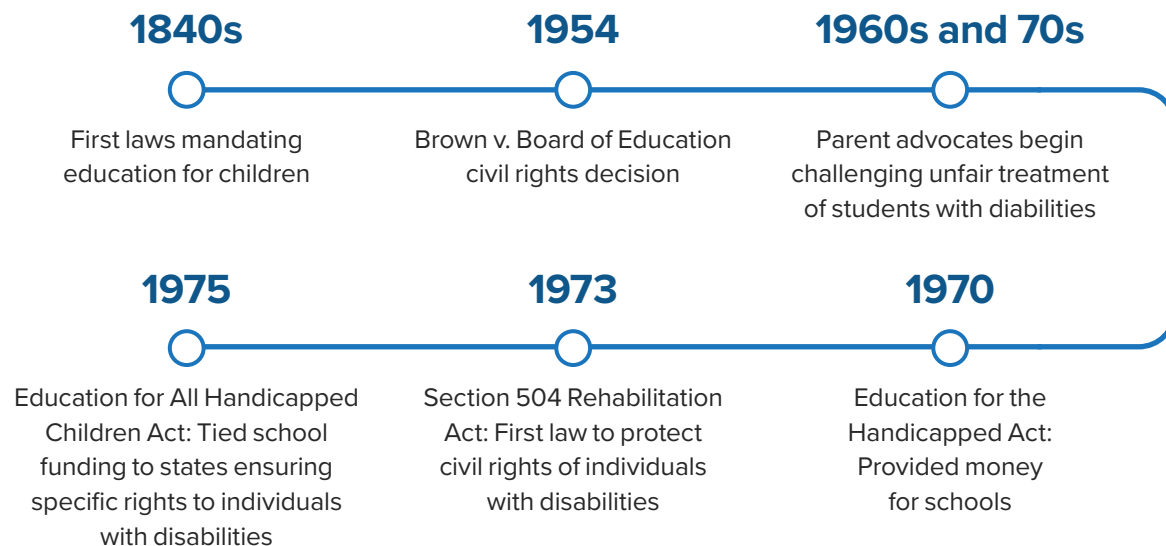 1840s
First laws mandating
education for children
1954
Brown v. Board of Education
civil rights decision
1960s and 70s
Parent advocates begin
challenging unfair treatment
of students with diabilities
1970
Education for the
Handicapped Act:
Provided money
for schools
1973
Section 504 Rehabilitation
Act: First law to protect
civil rights of individuals
with disabilities
1975
Education for All Handicapped
Children Act: Tied school
funding to states ensuring
specific rights to individuals
with disabilities